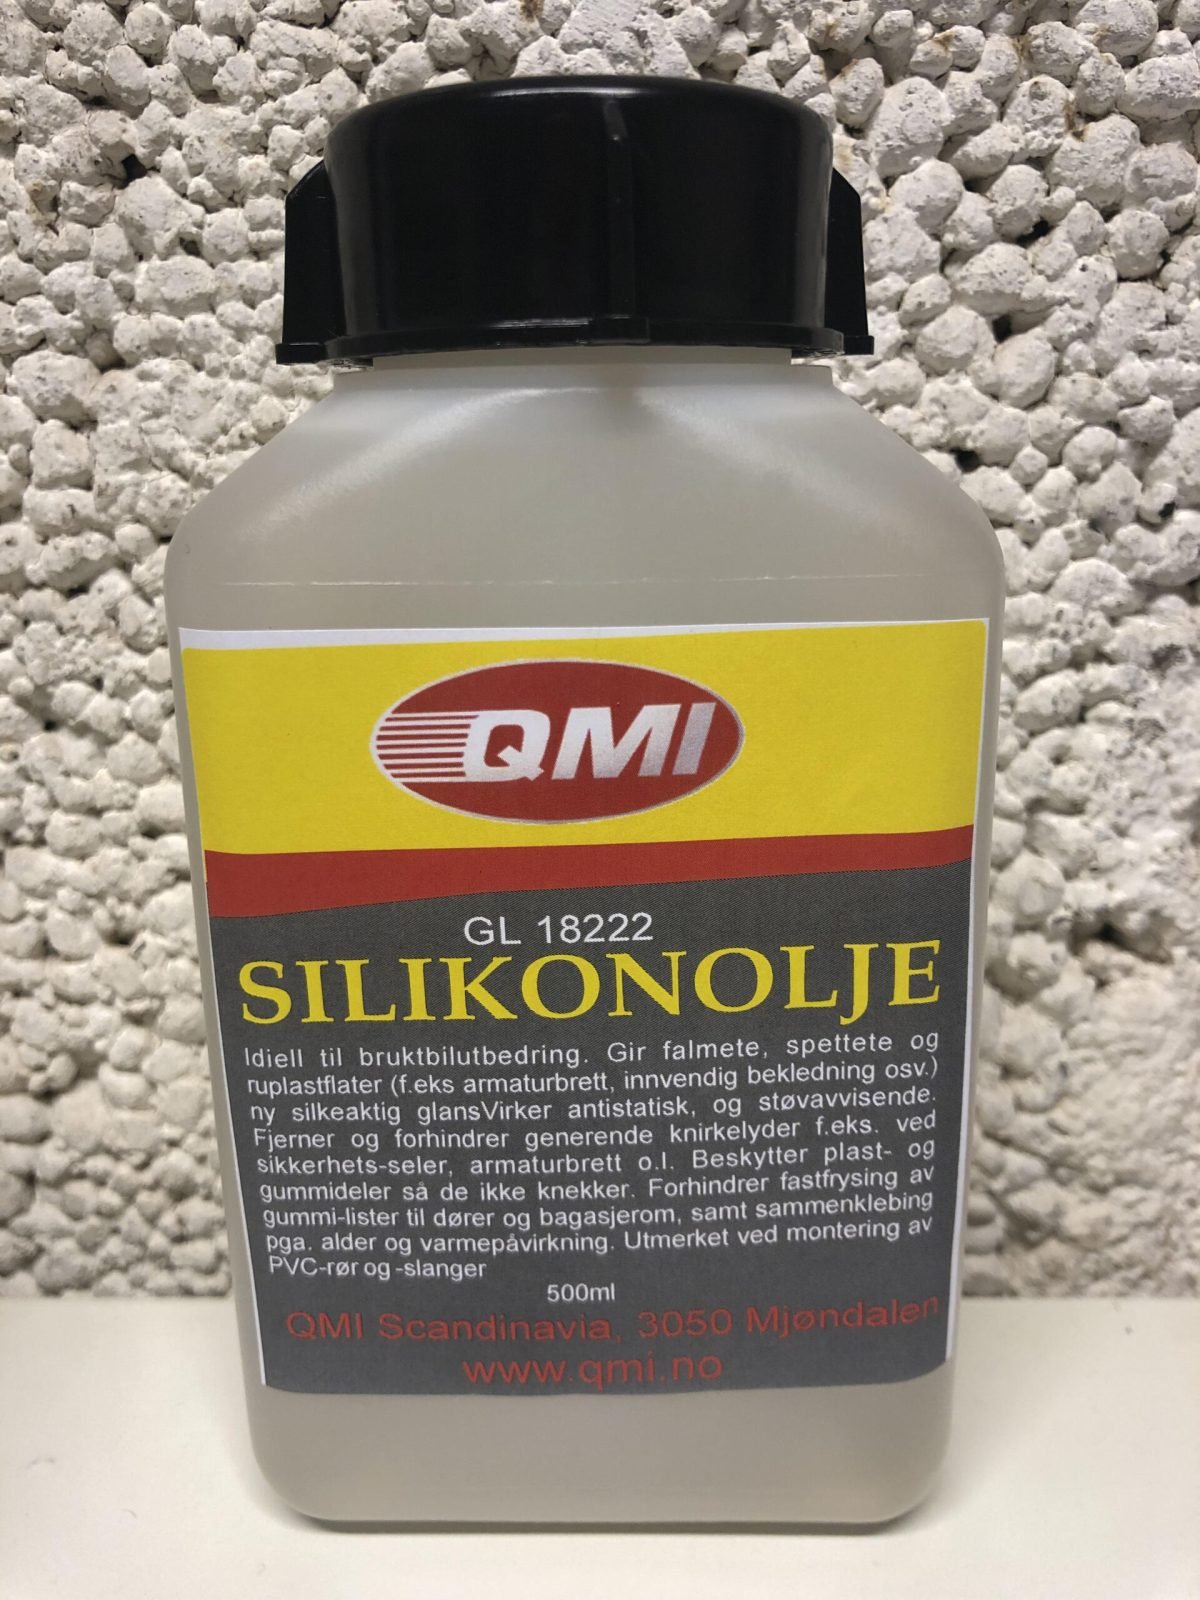 QMI
GL 18222
SILIKONOLJE
Idiell til bruktbilutbedring. Gir falmete, spettete og
ruplastflater (f.eks armaturbrett, innvendig bekledning osv.)
ny silkeaktig glansVirker antistatisk, og støvavvisende.
Fjerner og forhindrer generende knirkelyder f.eks. ved
sikkerhets-seler, armaturbrett o.l. Beskytter plast- og
gummideler så de ikke knekker. Forhindrer fastfrysing av
gummi-lister til dører og bagasjerom, samt sammenklebing
pga. alder og varmepåvirkning. Utmerket ved montering av
PVC-rør og -slanger
500ml
QMI Scandinavia, 3050 Mjøndalen
www.qmi.no